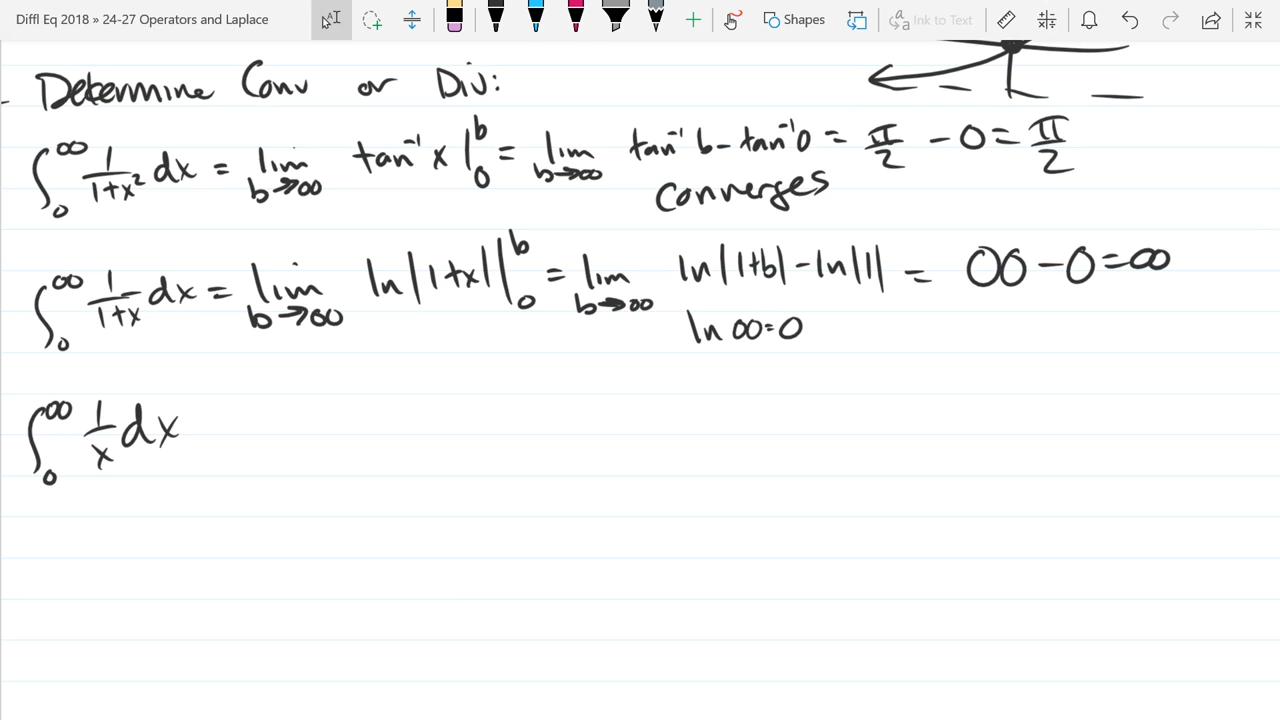 Diffl Eq 2018 » 24-27 Operators and Laplace
Shapes
Ink to Text
Determine Conv or Div:
∫₀^∞ 1/(1+x²) dx = lim b→∞ tan⁻¹ x |₀^b = lim b→∞ tan⁻¹ b - tan⁻¹ 0 = π/2 - 0 = π/2
Converges
∫₀^∞ 1/(1+x) dx = lim b→∞ ln|1+x| |₀^b = lim b→∞ ln|1+b| - ln|1| = ∞ - 0 = ∞
ln ∞ = 0
∫₀^∞ 1/x dx